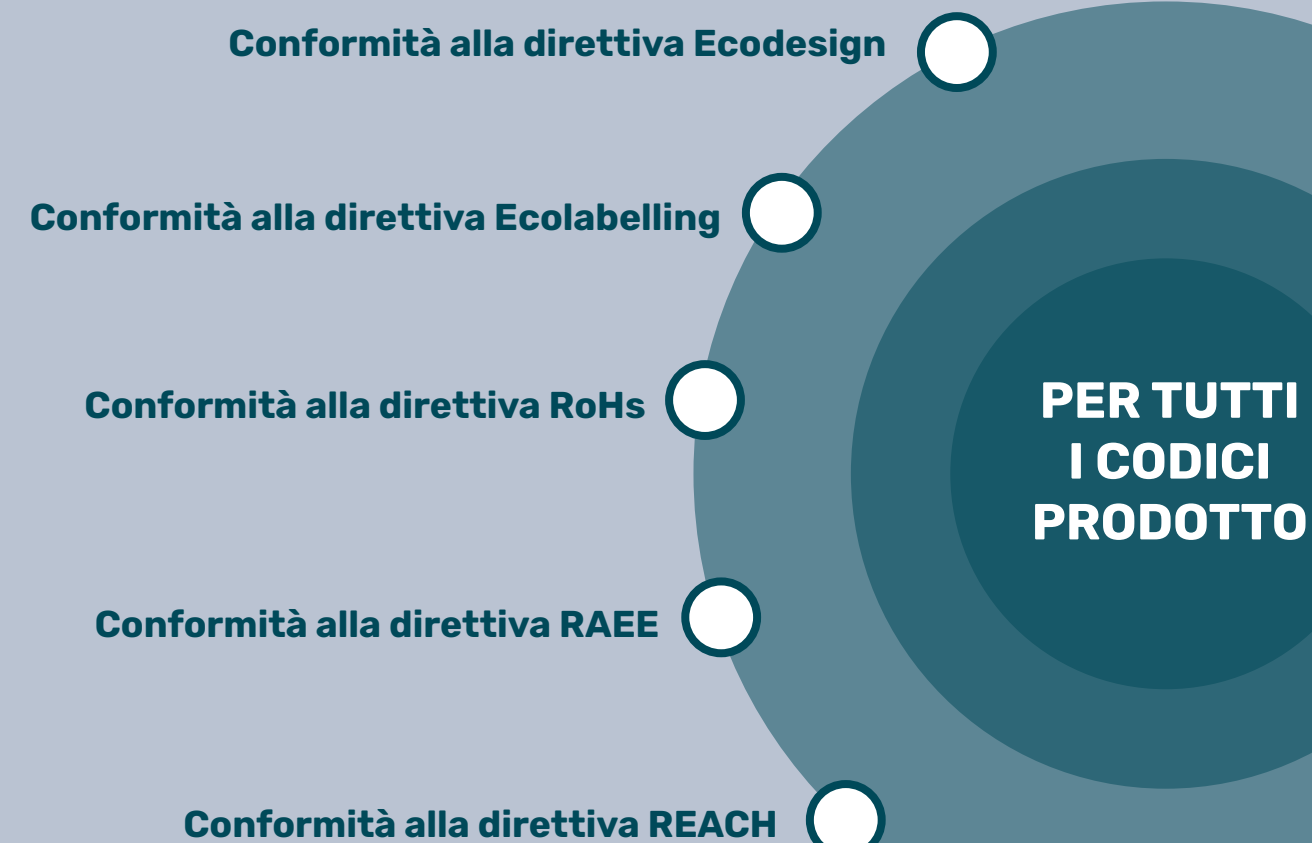 Conformità alla direttiva Ecodesign
Conformità alla direttiva Ecolabelling
Conformità alla direttiva RoHs
Conformità alla direttiva RAEE
Conformità alla direttiva REACH
PER TUTTI
I CODICI
PRODOTTO